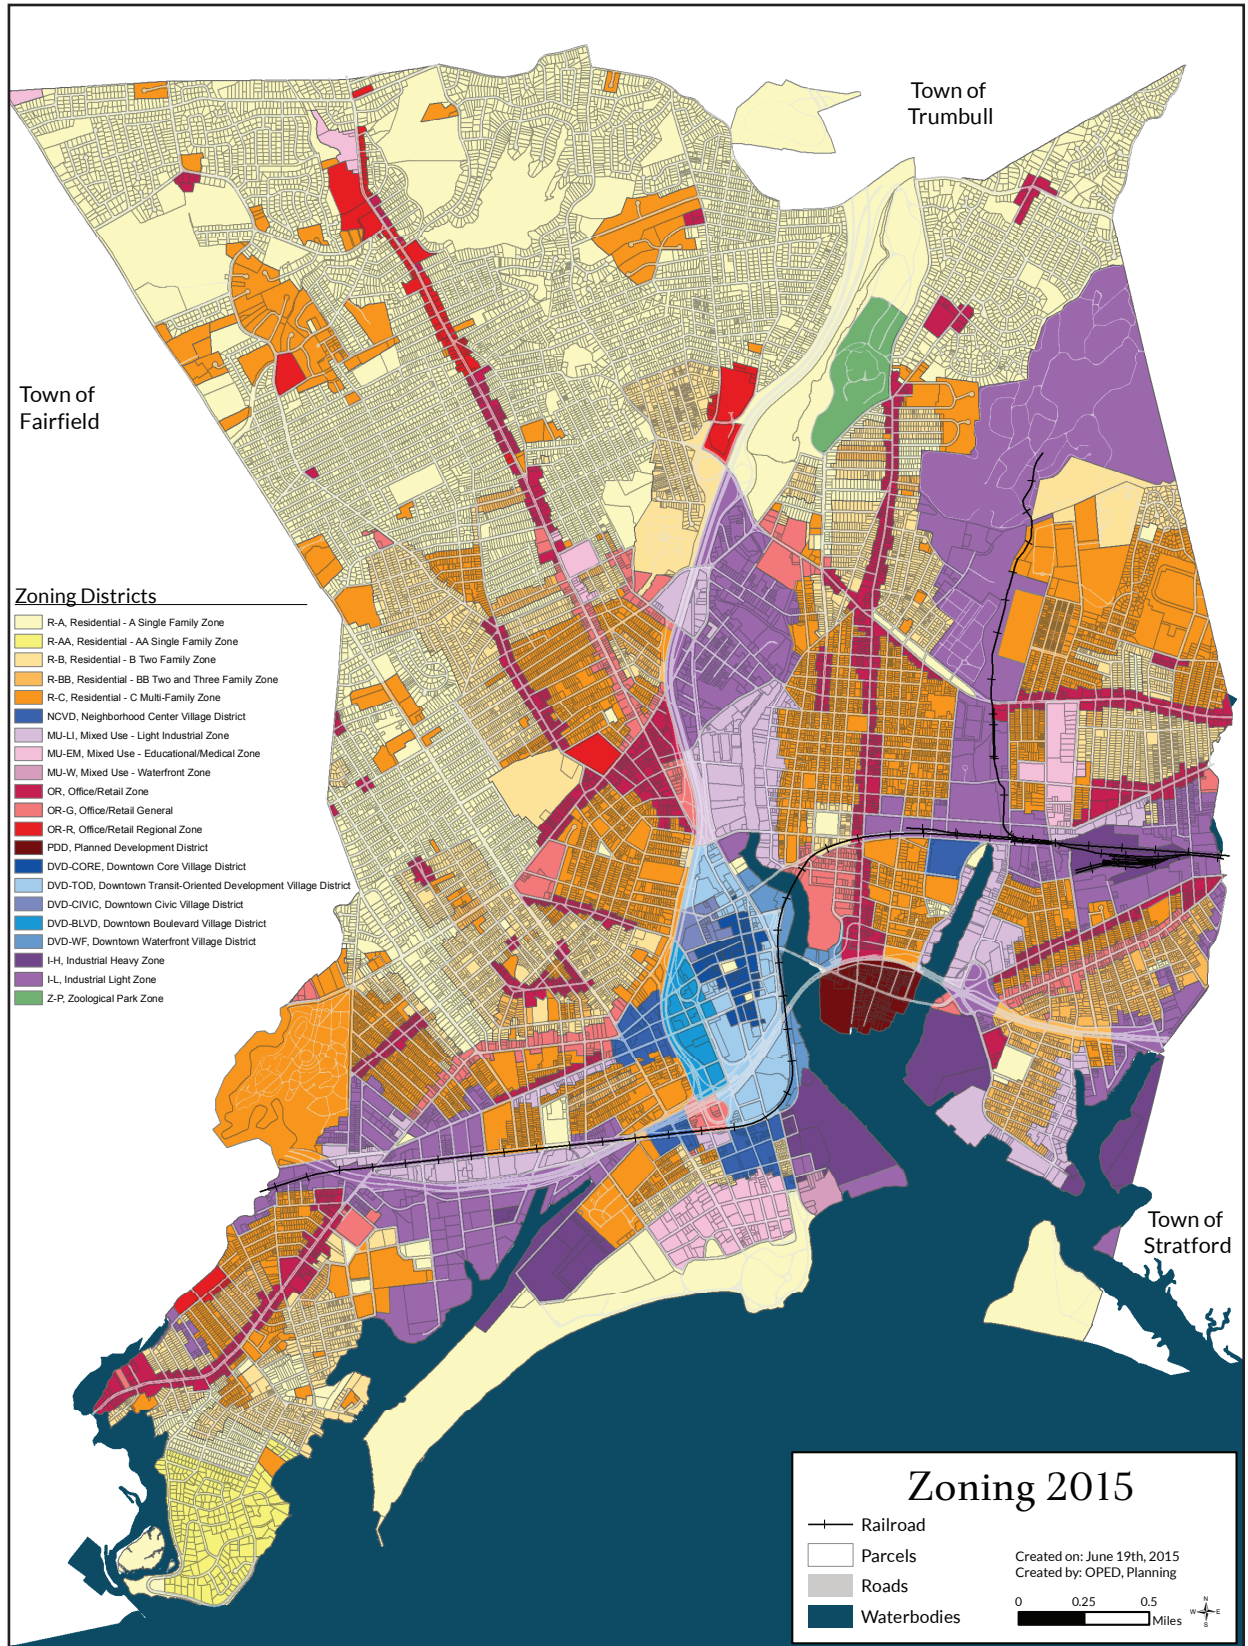 Town of
Trumbull
Town of
Fairfield
Zoning Districts
R-A, Residential - A Single Family Zone
R-AA, Residential - AA Single Family Zone
R-B, Residential - B Two Family Zone
R-BB, Residential - BB Two and Three Family Zone
R-C, Residential - C Multi-Family Zone
NCVD, Neighborhood Center Village District
MU-LI, Mixed Use - Light Industrial Zone
MU-EM, Mixed Use - Educational/Medical Zone
MU-W, Mixed Use - Waterfront Zone
OR, Office/Retail Zone
OR-G, Office/Retail General
OR-R, Office/Retail Regional Zone
PDD, Planned Development District
DVD-CORE, Downtown Core Village District
DVD-TOD, Downtown Transit-Oriented Development Village District
DVD-CIVIC, Downtown Civic Village District
DVD-BLVD, Downtown Boulevard Village District
DVD-WF, Downtown Waterfront Village District
I-H, Industrial Heavy Zone
I-L, Industrial Light Zone
Z-P, Zoological Park Zone
Town of
Stratford
Zoning 2015
Railroad
Parcels
Roads
Waterbodies
Created on: June 19th, 2015
Created by: OPED, Planning
0 0.25 0.5
Miles
N
W E
S